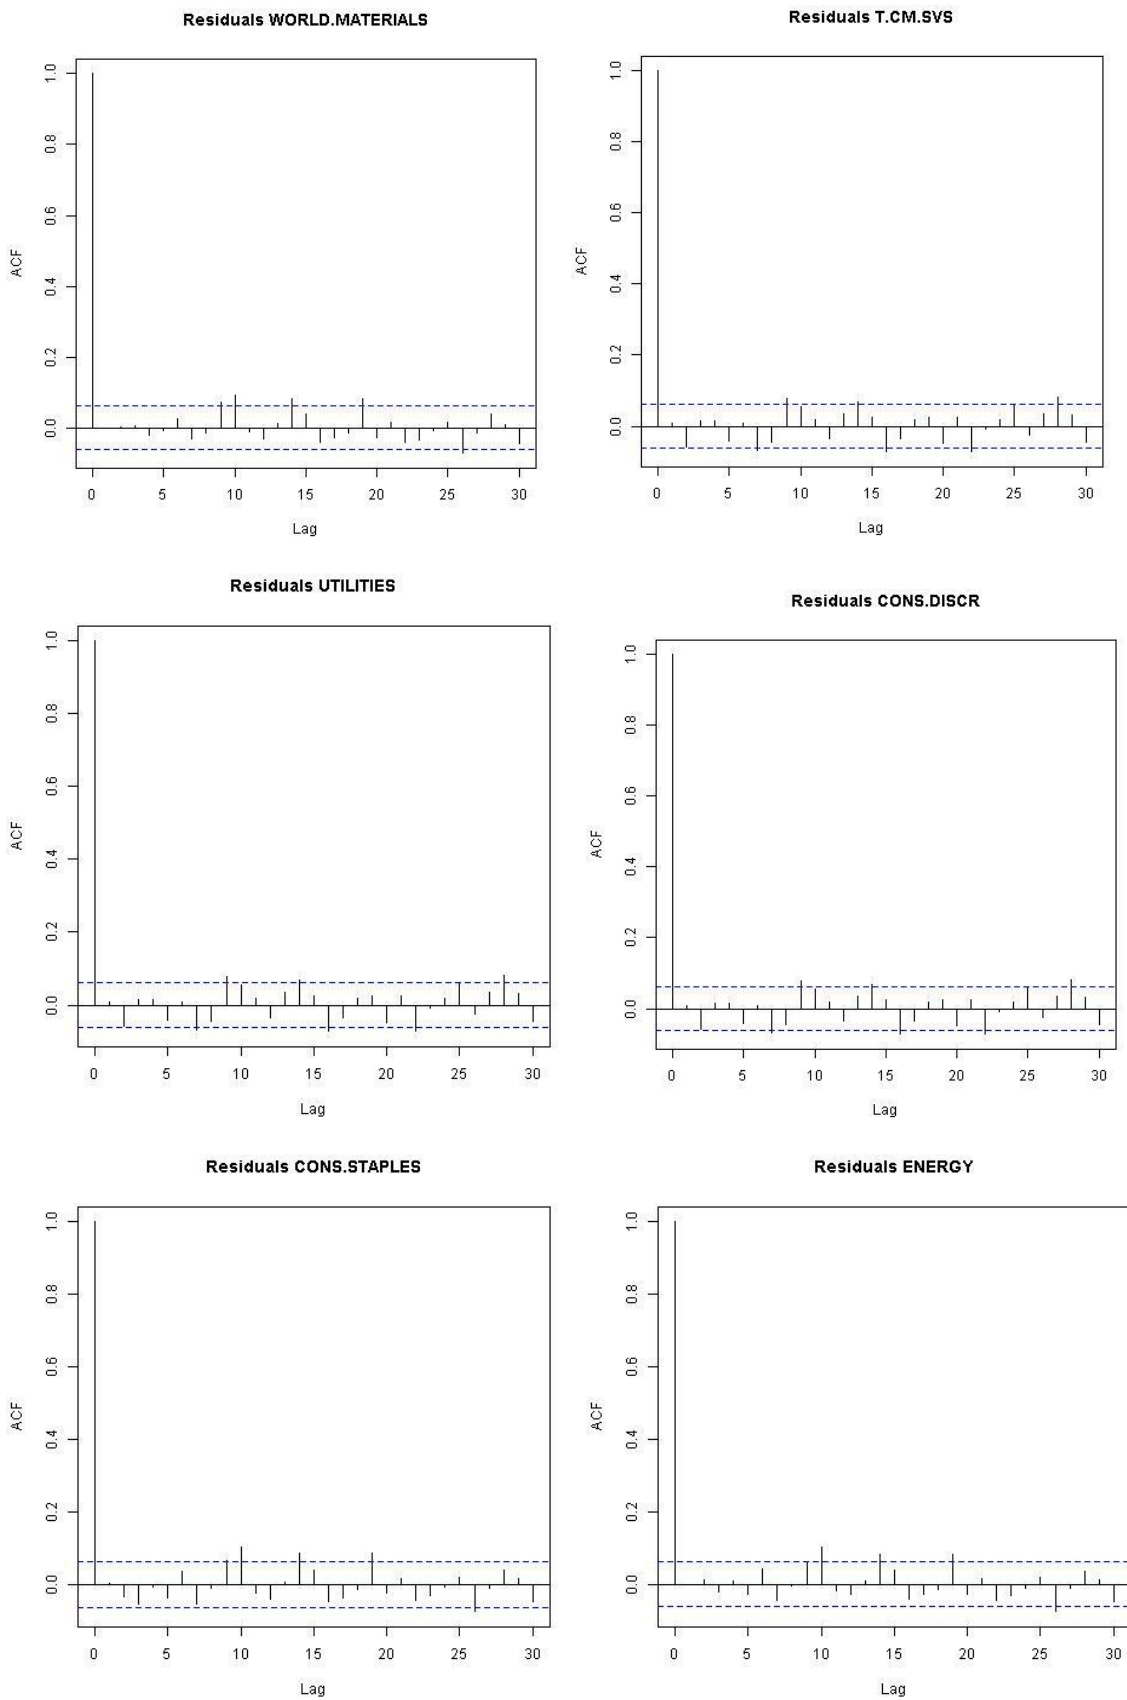 Residuals WORLD.MATERIALS
ACF
1.0
0.8
0.6
0.4
0.2
0.0
0 5 10 15 20 25 30
Lag
Residuals T.CM.SVS
ACF
1.0
0.8
0.6
0.4
0.2
0.0
0 5 10 15 20 25 30
Lag
Residuals UTILITIES
ACF
1.0
0.8
0.6
0.4
0.2
0.0
0 5 10 15 20 25 30
Lag
Residuals CONS.DISCR
ACF
1.0
0.8
0.6
0.4
0.2
0.0
0 5 10 15 20 25 30
Lag
Residuals CONS.STAPLES
ACF
1.0
0.8
0.6
0.4
0.2
0.0
0 5 10 15 20 25 30
Lag
Residuals ENERGY
ACF
1.0
0.8
0.6
0.4
0.2
0.0
0 5 10 15 20 25 30
Lag